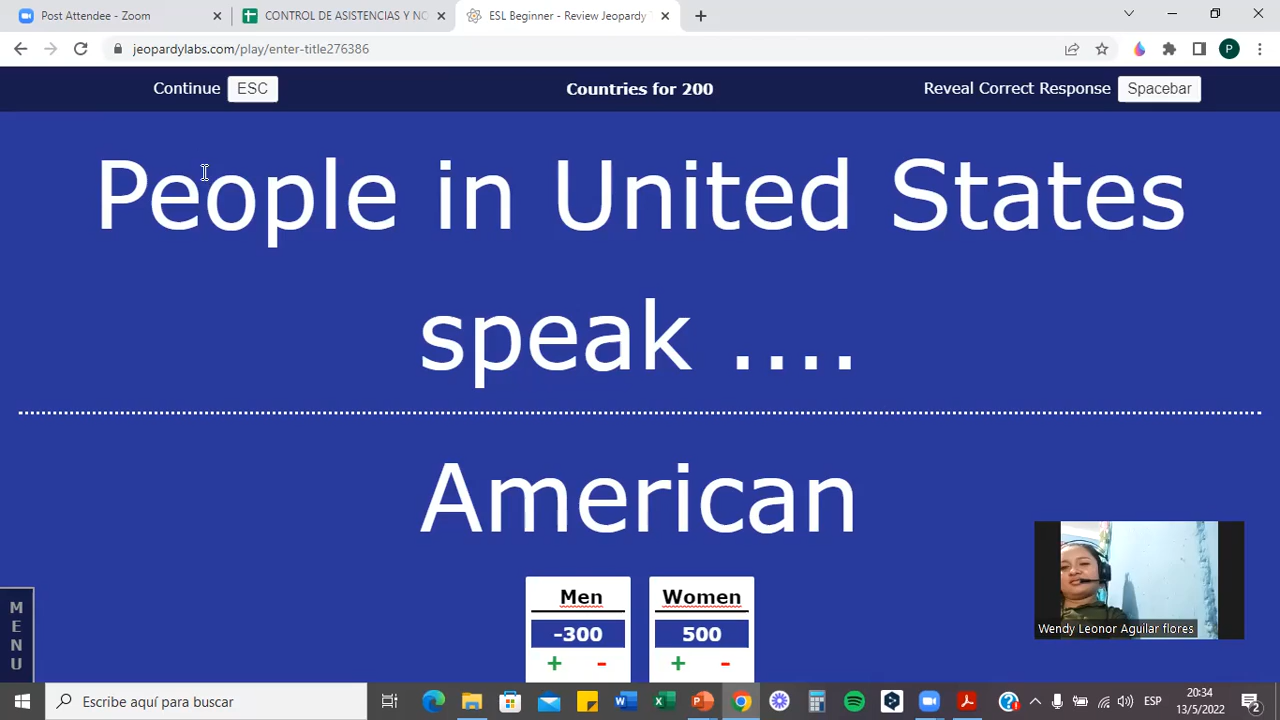 Post Attendee - Zoom
CONTROL DE ASISTENCIAS Y NO
ESL Beginner - Review Jeopardy
jeopardylabs.com/play/enter-title276386
P
Continue ESC
Countries for 200
Reveal Correct Response Spacebar
People in United States
speak ....
American
Wendy Leonor Aguilar flores
MENU
Men
-300
+ -
Women
500
+ -
Escribe aquí para buscar
ESP
20:34
13/5/2022
2